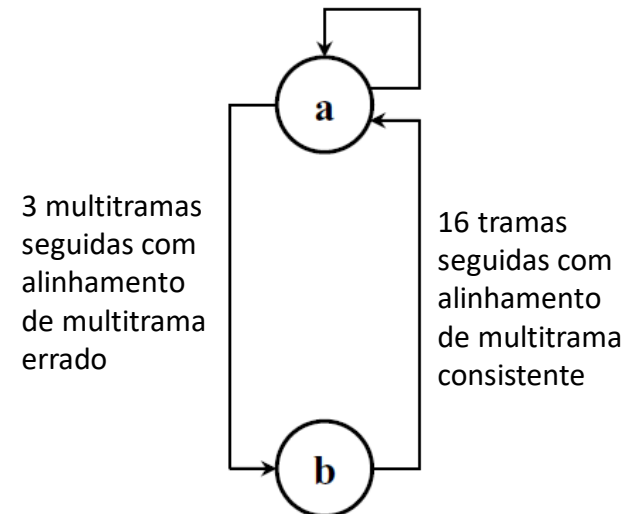 a
3 multitramas
seguidas com
alinhamento
de multitrama
errado
16 tramas
seguidas com
alinhamento
de multitrama
consistente
b